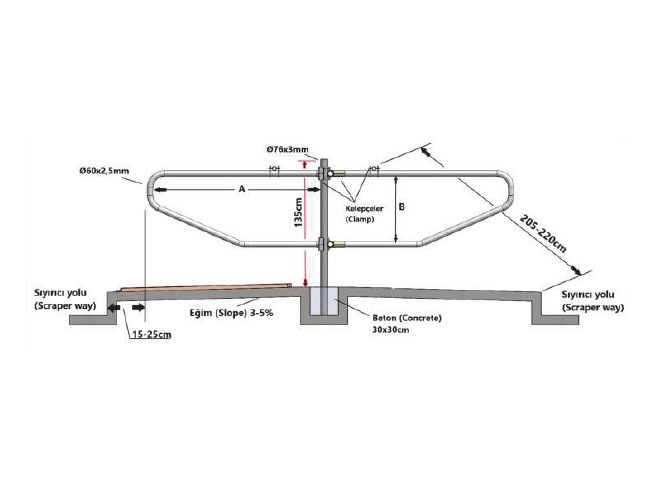 Ø76x3mm
Ø60x2,5mm
A
135cm
Kelepçeler
(Clamp)
B
205-220cm
Sıyırıcı yolu
(Scraper way)
Sıyırıcı yolu
(Scraper way)
Eğim (Slope) 3-5%
Beton (Concrete)
30x30cm
15-25cm